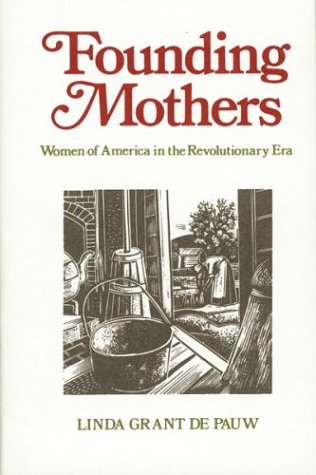 Founding
Mothers
Women of America in the Revolutionary Era
LINDA GRANT DE PAUW